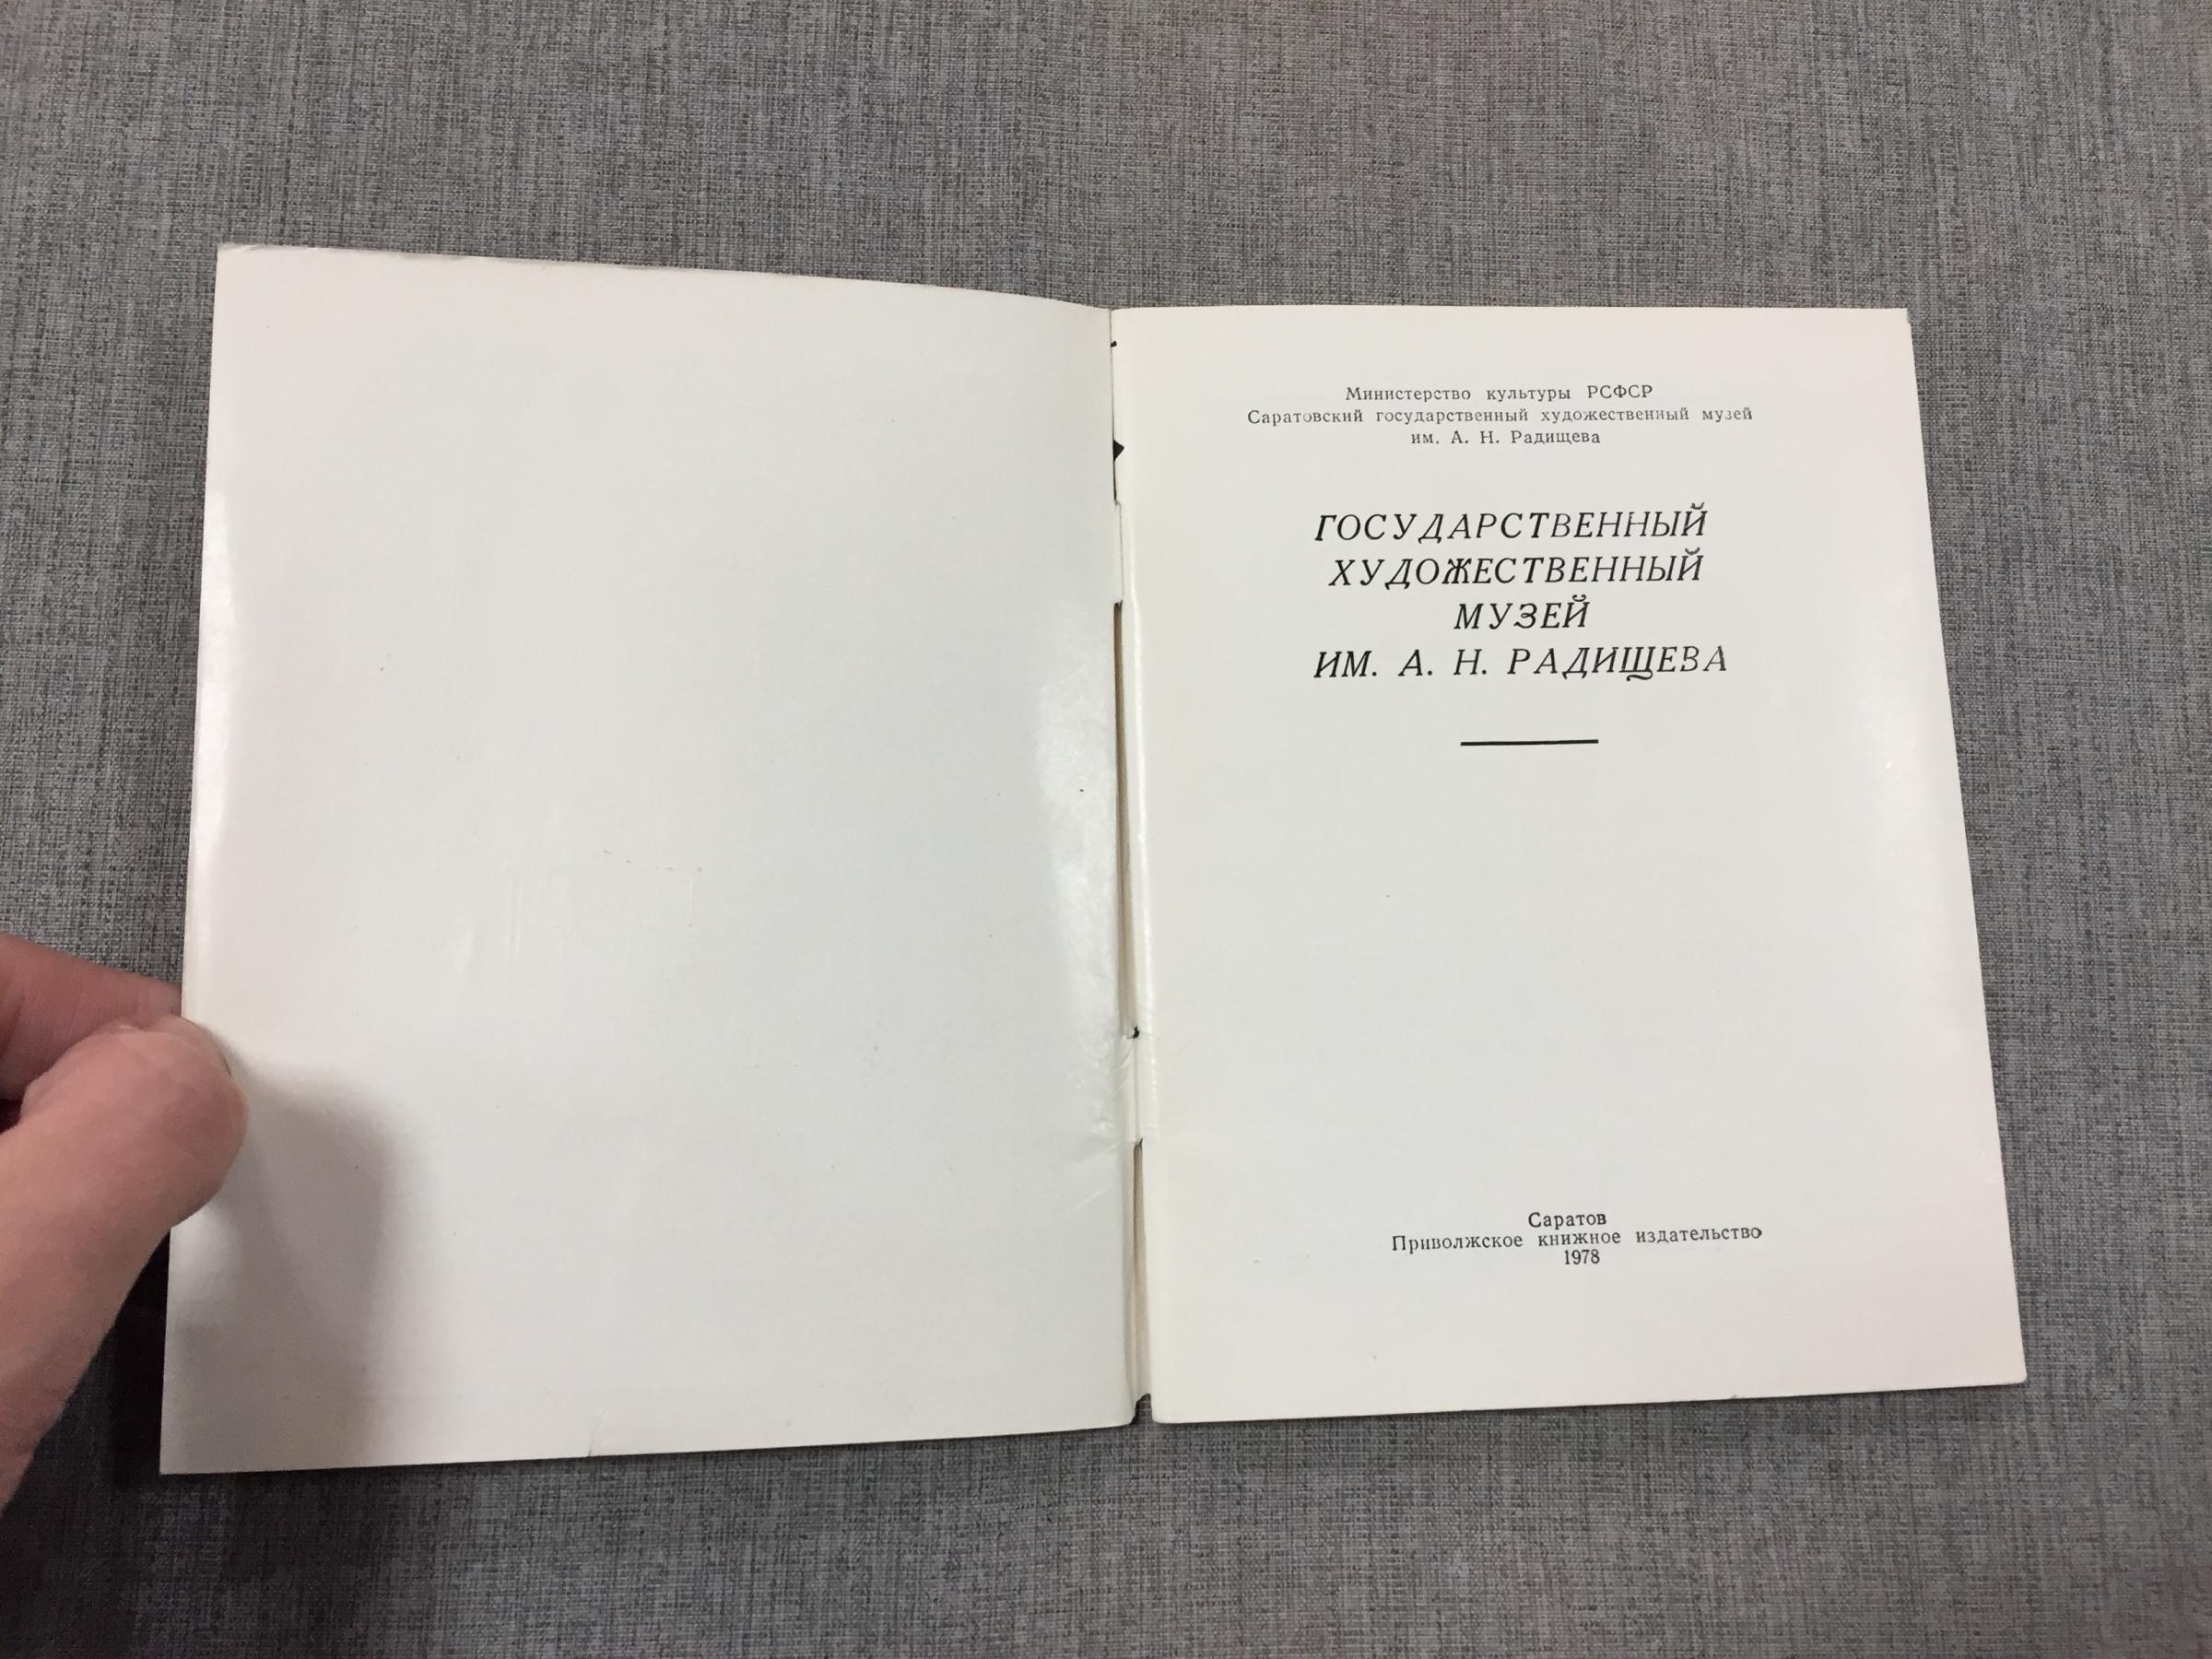 Министерство культуры РСФСР
Саратовский государственный художественный музей
им. А. Н. Радищева
ГОСУДАРСТВЕННЫЙ
ХУДОЖЕСТВЕННЫЙ
МУЗЕЙ
ИМ. А. Н. РАДИЩЕВА
Саратов
Приволжское книжное издательство
1978